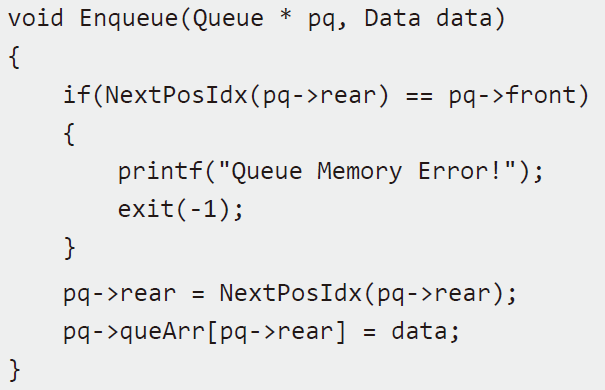 void Enqueue(Queue * pq, Data data)
{
    if(NextPosIdx(pq->rear) == pq->front)
    {
        printf("Queue Memory Error!");
        exit(-1);
    }
    pq->rear = NextPosIdx(pq->rear);
    pq->queArr[pq->rear] = data;
}